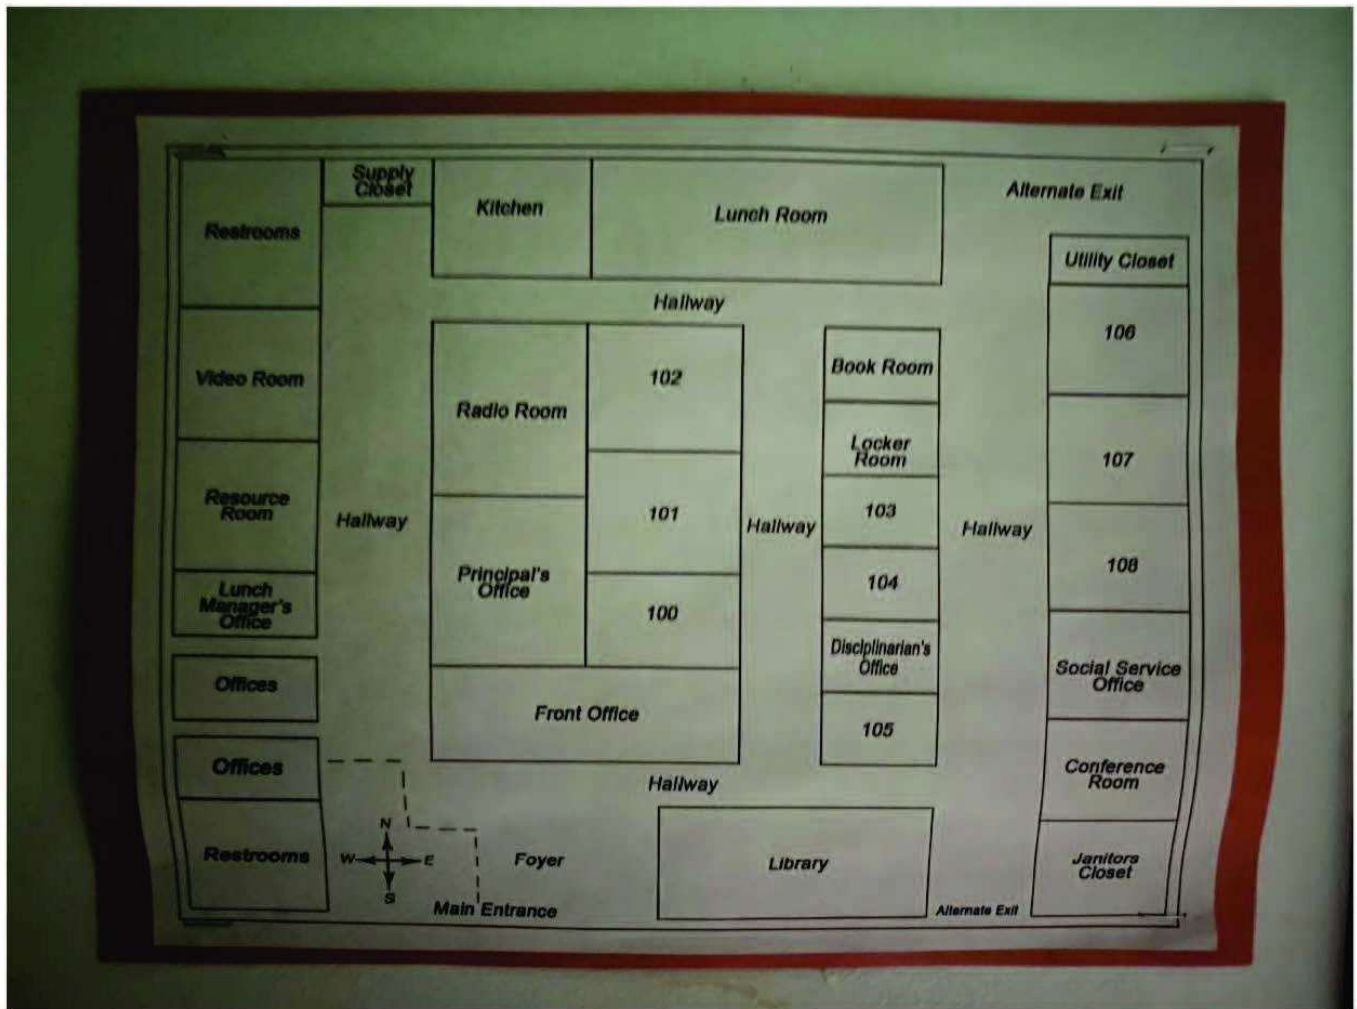 Supply
Closet
Restrooms
Kitchen
Lunch Room
Alternate Exit
Utility Closet
Hallway
106
Video Room
Radio Room
102
Book Room
Locker
Room
107
Resource
Room
Hallway
101
Hallway
103
Hallway
Principal's
Office
104
108
Lunch
Manager's
Office
100
Disciplinarian's
Office
Social Service
Office
Offices
Front Office
105
Offices
Hallway
Conference
Room
Restrooms
N
W
E
S
Foyer
Library
Janitors
Closet
Main Entrance
Alternate Exit